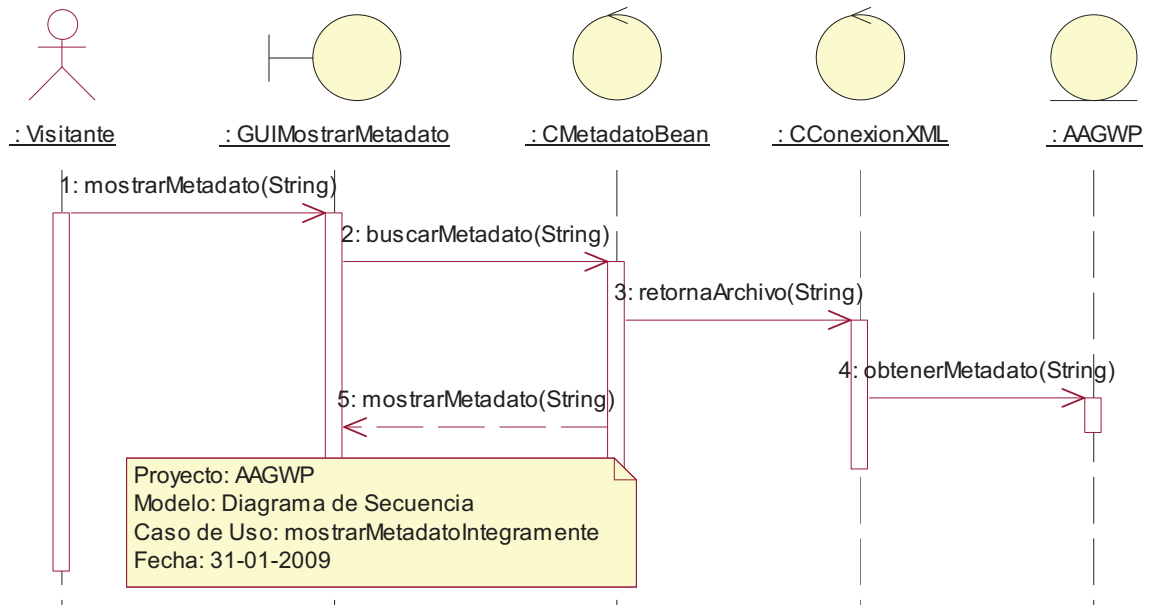 : Visitante
: GUIMostrarMetadato
: CMetadatoBean
: CConexionXML
: AAGWP
1: mostrarMetadato(String)
2: buscarMetadato(String)
3: retornaArchivo(String)
4: obtenerMetadato(String)
5: mostrarMetadato(String)
Proyecto: AAGWP
Modelo: Diagrama de Secuencia
Caso de Uso: mostrarMetadatoIntegramente
Fecha: 31-01-2009